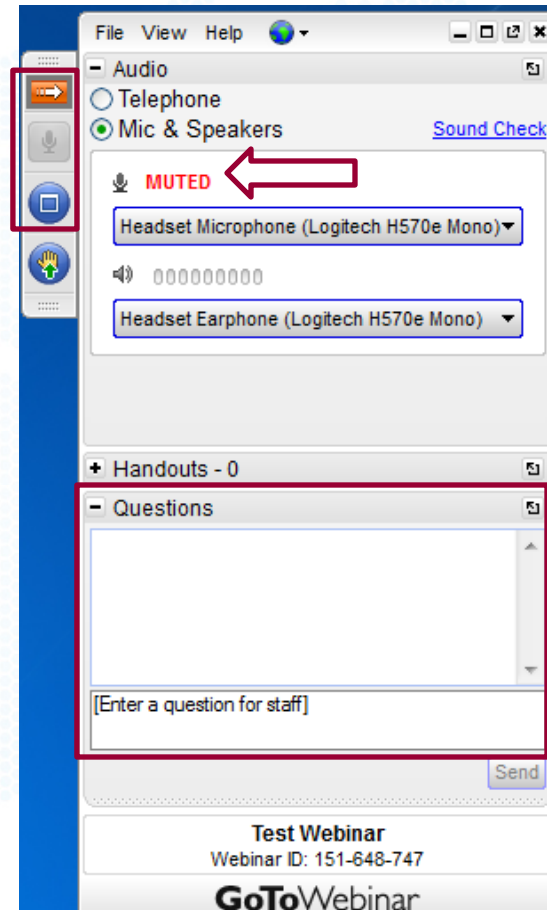 File View Help
Audio
Telephone
Mic & Speakers Sound Check
MUTED
Headset Microphone (Logitech H570e Mono)
000000000
Headset Earphone (Logitech H570e Mono)
Handouts - 0
Questions
[Enter a question for staff]
Send
Test Webinar
Webinar ID: 151-648-747
GoToWebinar